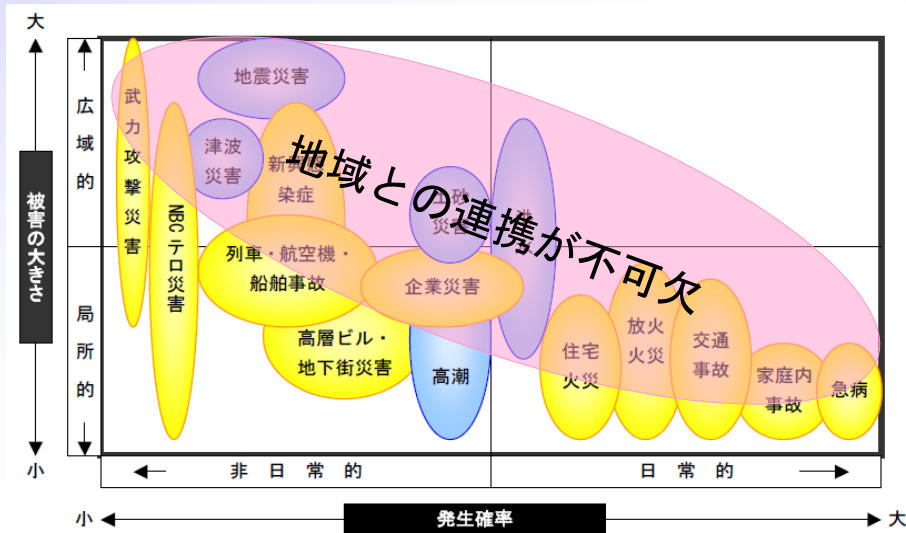 大
広域的
被害の大きさ
局所的
小
武力攻撃災害
NBCテロ災害
地震災害
津波
災害
染症
列車・航空機・
船舶事故
高層ビル・
地下街災害
災害
企業災害
高潮
地域との連携が不可欠
住宅
火災
放火
火災
交通
事故
家庭内
事故
急病
← 非日常的
日常的 →
小
発生確率
大